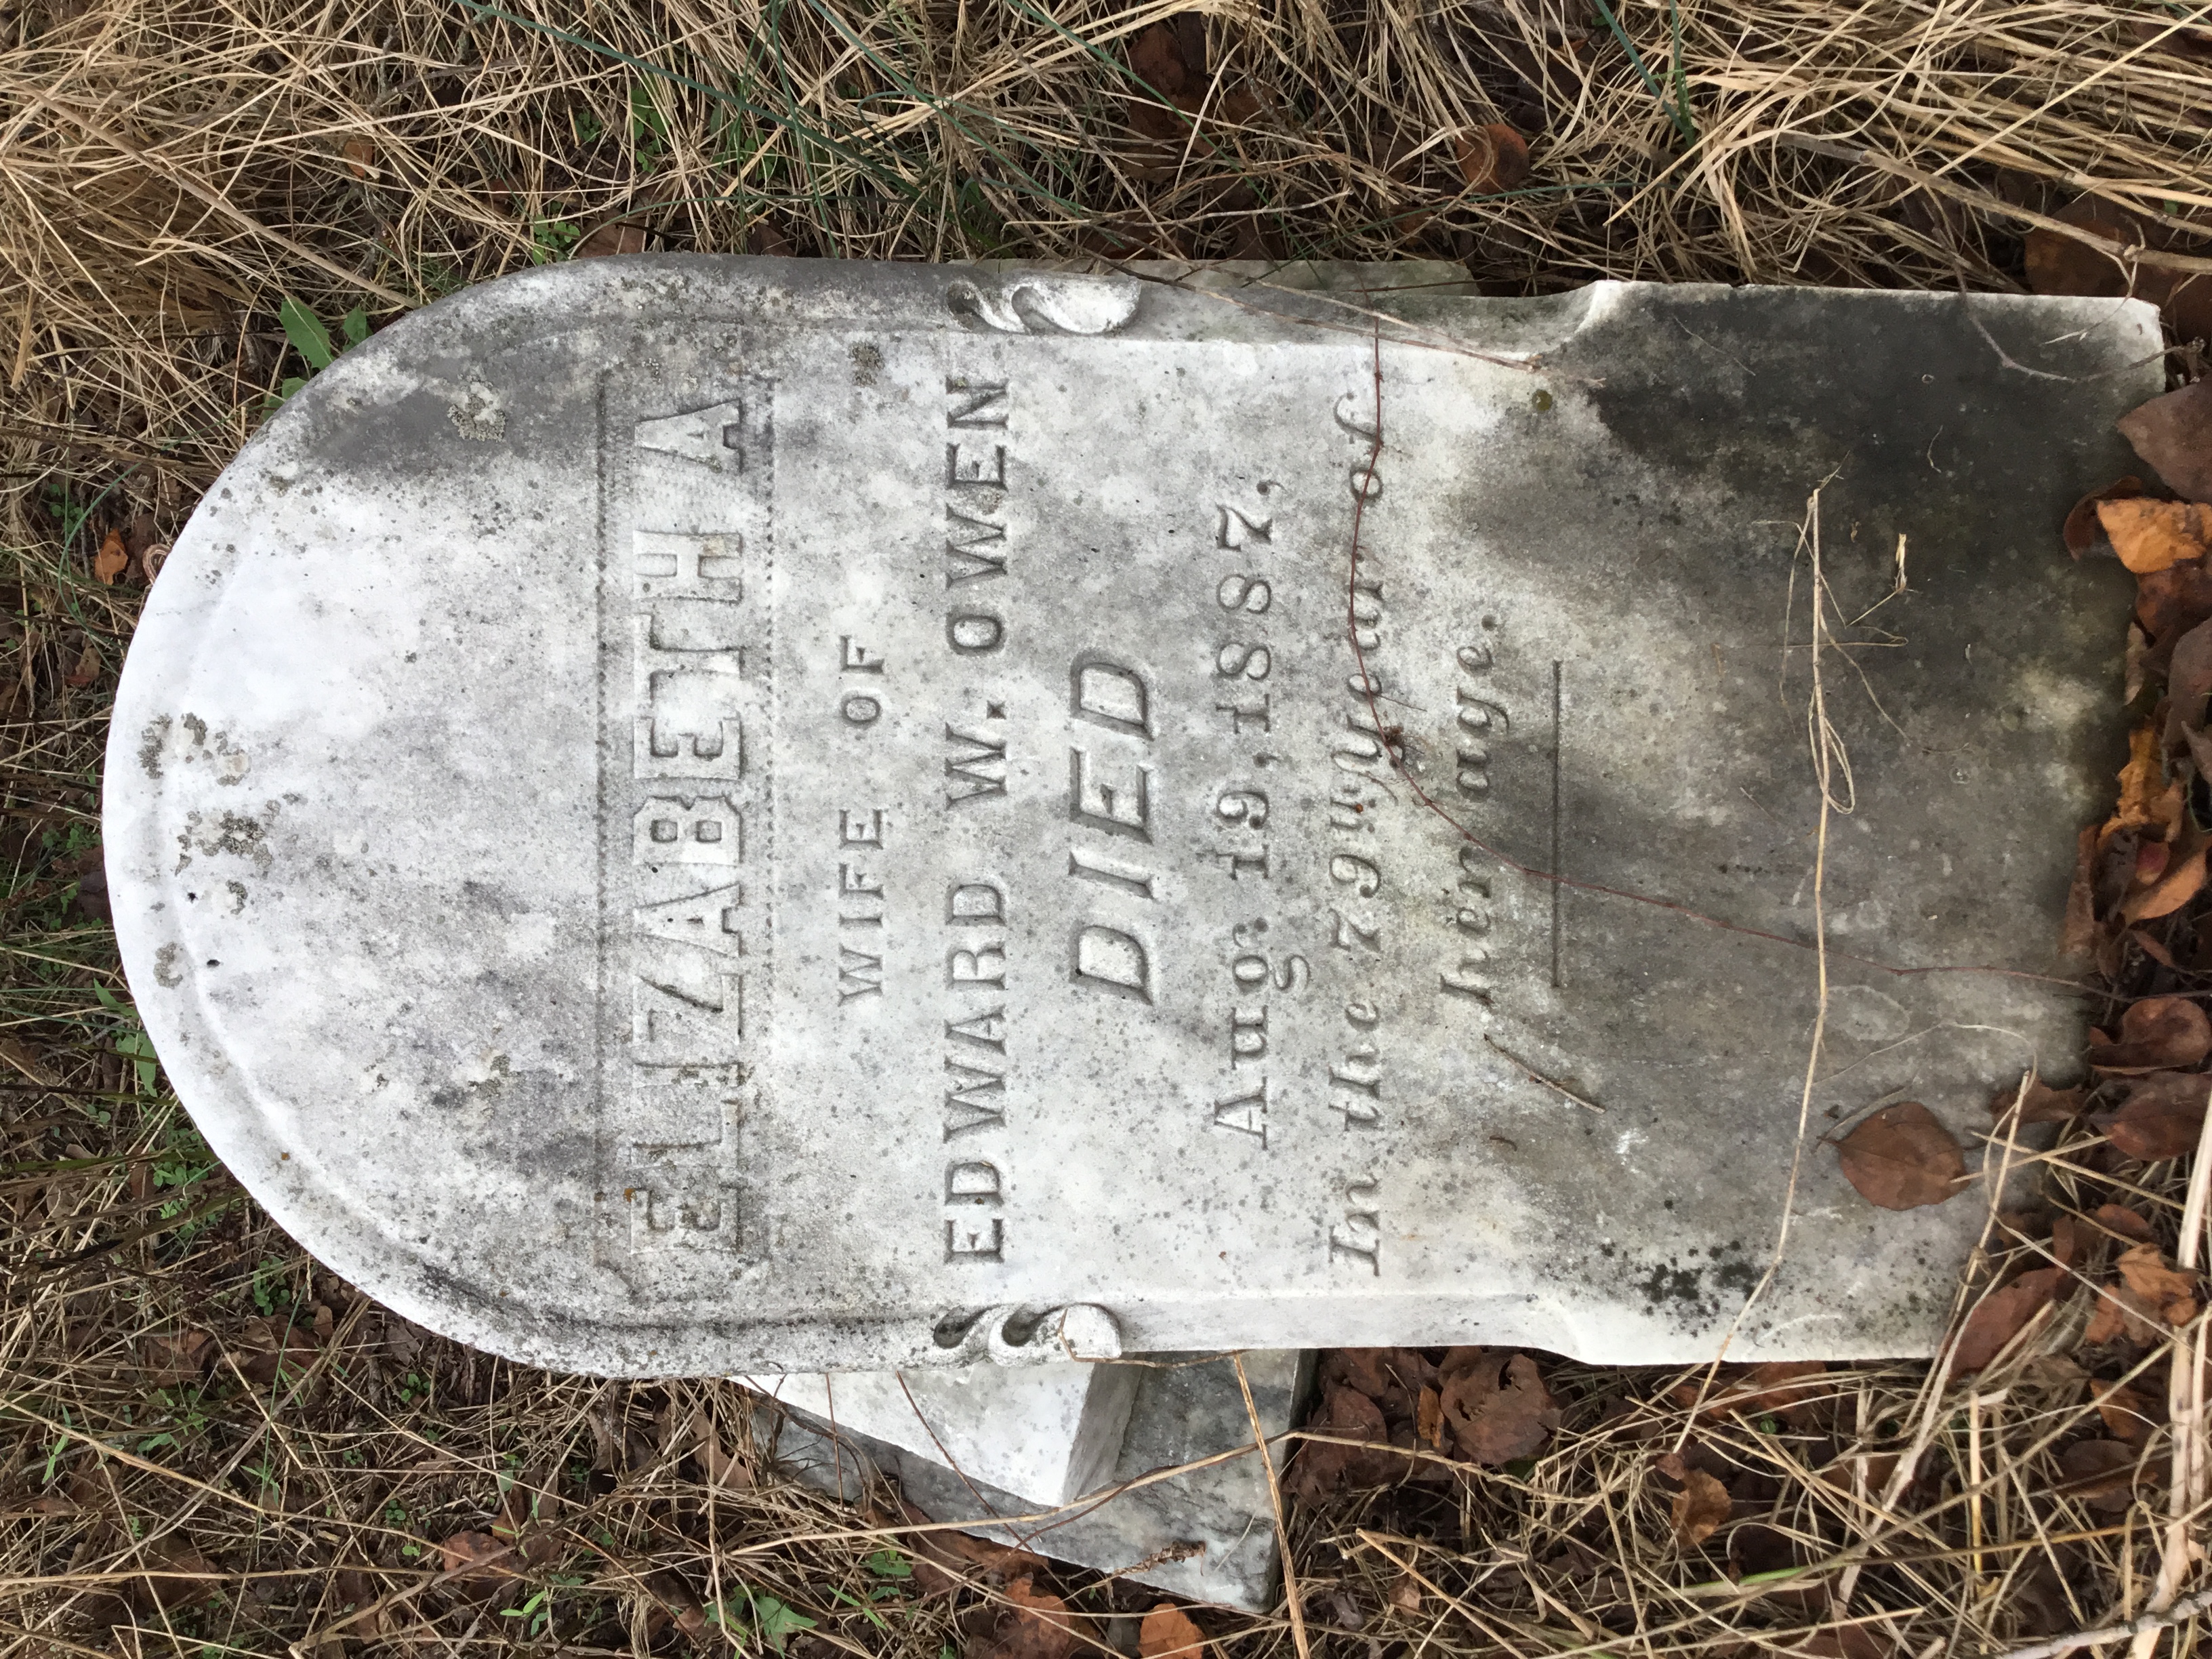 ELIZABETH A
WIFE OF
EDWARD W. OWEN
DIED
Aug. 19, 1887,
In the 79th year of
her age.